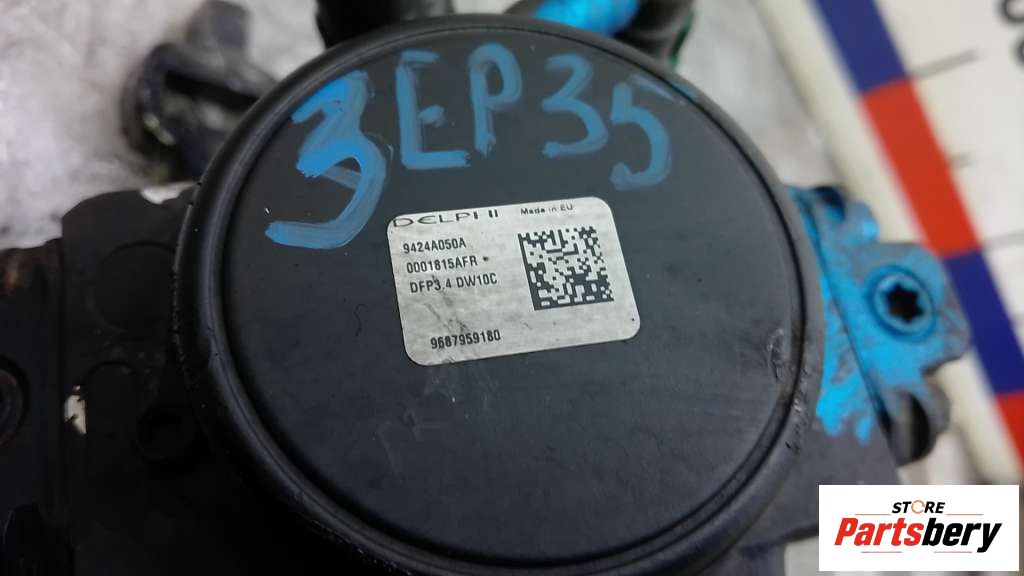 3EP35
DELPHI
Made in EU
9424A050A
0001815AFR
DFP3.4 DW10C
9687959180
STORE
Partsbery